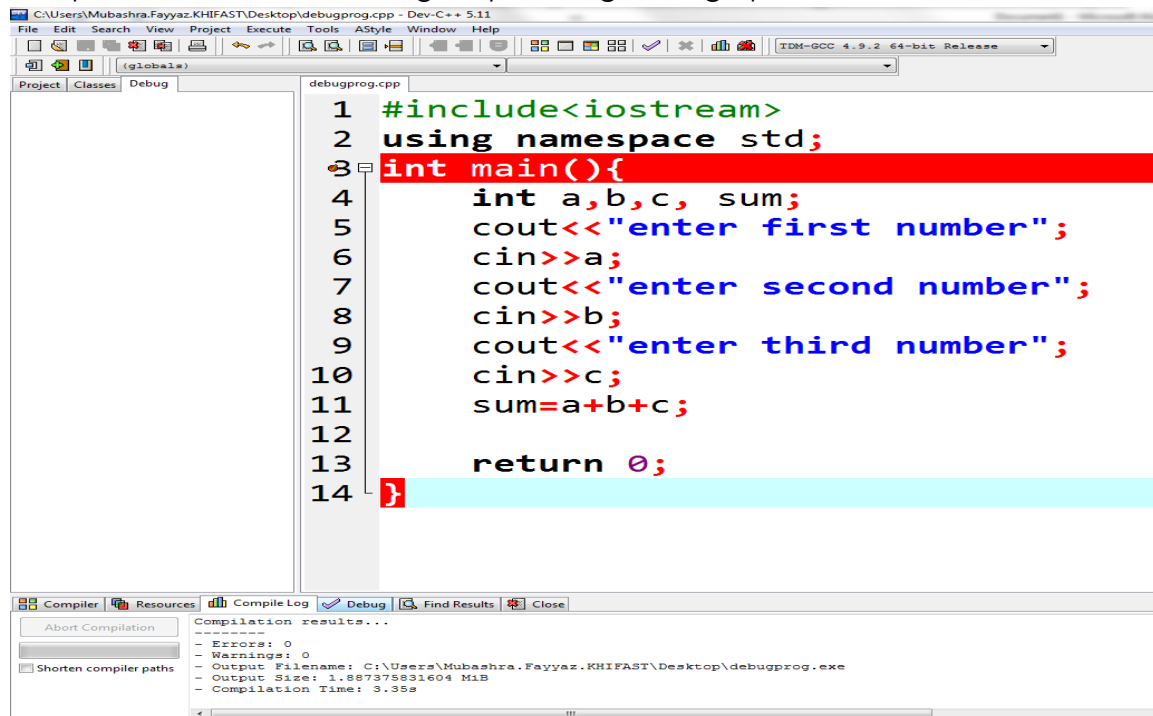 C:\Users\Mubashra.Fayyaz.KHIFAST\Desktop\debugprog.cpp - Dev-C++ 5.11
File Edit Search View Project Execute Tools AStyle Window Help
TDM-GCC 4.9.2 64-bit Release
(globals)
Project Classes Debug
debugprog.cpp
1 #include<iostream>
2 using namespace std;
3 int main(){
4 int a,b,c, sum;
5 cout<<"enter first number";
6 cin>>a;
7 cout<<"enter second number";
8 cin>>b;
9 cout<<"enter third number";
10 cin>>c;
11 sum=a+b+c;
12
13 return 0;
14 }
Compiler Resources Compile Log Debug Find Results Close
Abort Compilation
Shorten compiler paths
Compilation results...
--------
- Errors: 0
- Warnings: 0
- Output Filename: C:\Users\Mubashra.Fayyaz.KHIFAST\Desktop\debugprog.exe
- Output Size: 1.887375831604 MiB
- Compilation Time: 3.35s